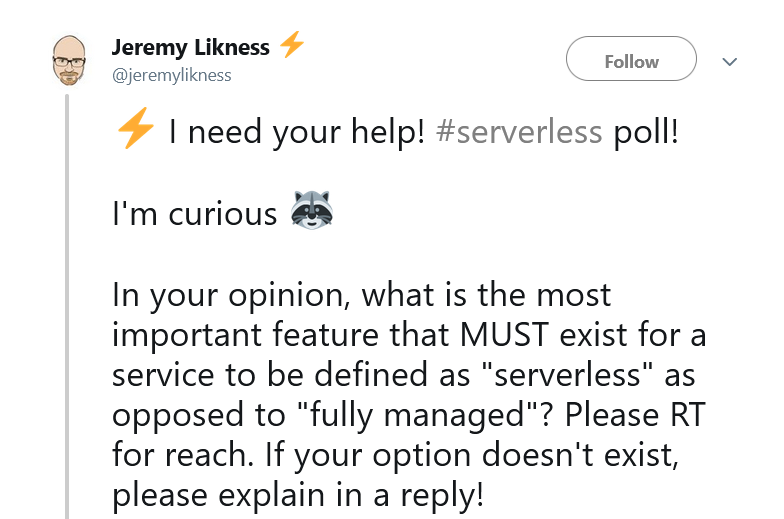 Jeremy Likness ⚡
@jeremylikness
Follow
⚡ I need your help! #serverless poll!
I'm curious 🦝
In your opinion, what is the most
important feature that MUST exist for a
service to be defined as "serverless" as
opposed to "fully managed"? Please RT
for reach. If your option doesn't exist,
please explain in a reply!